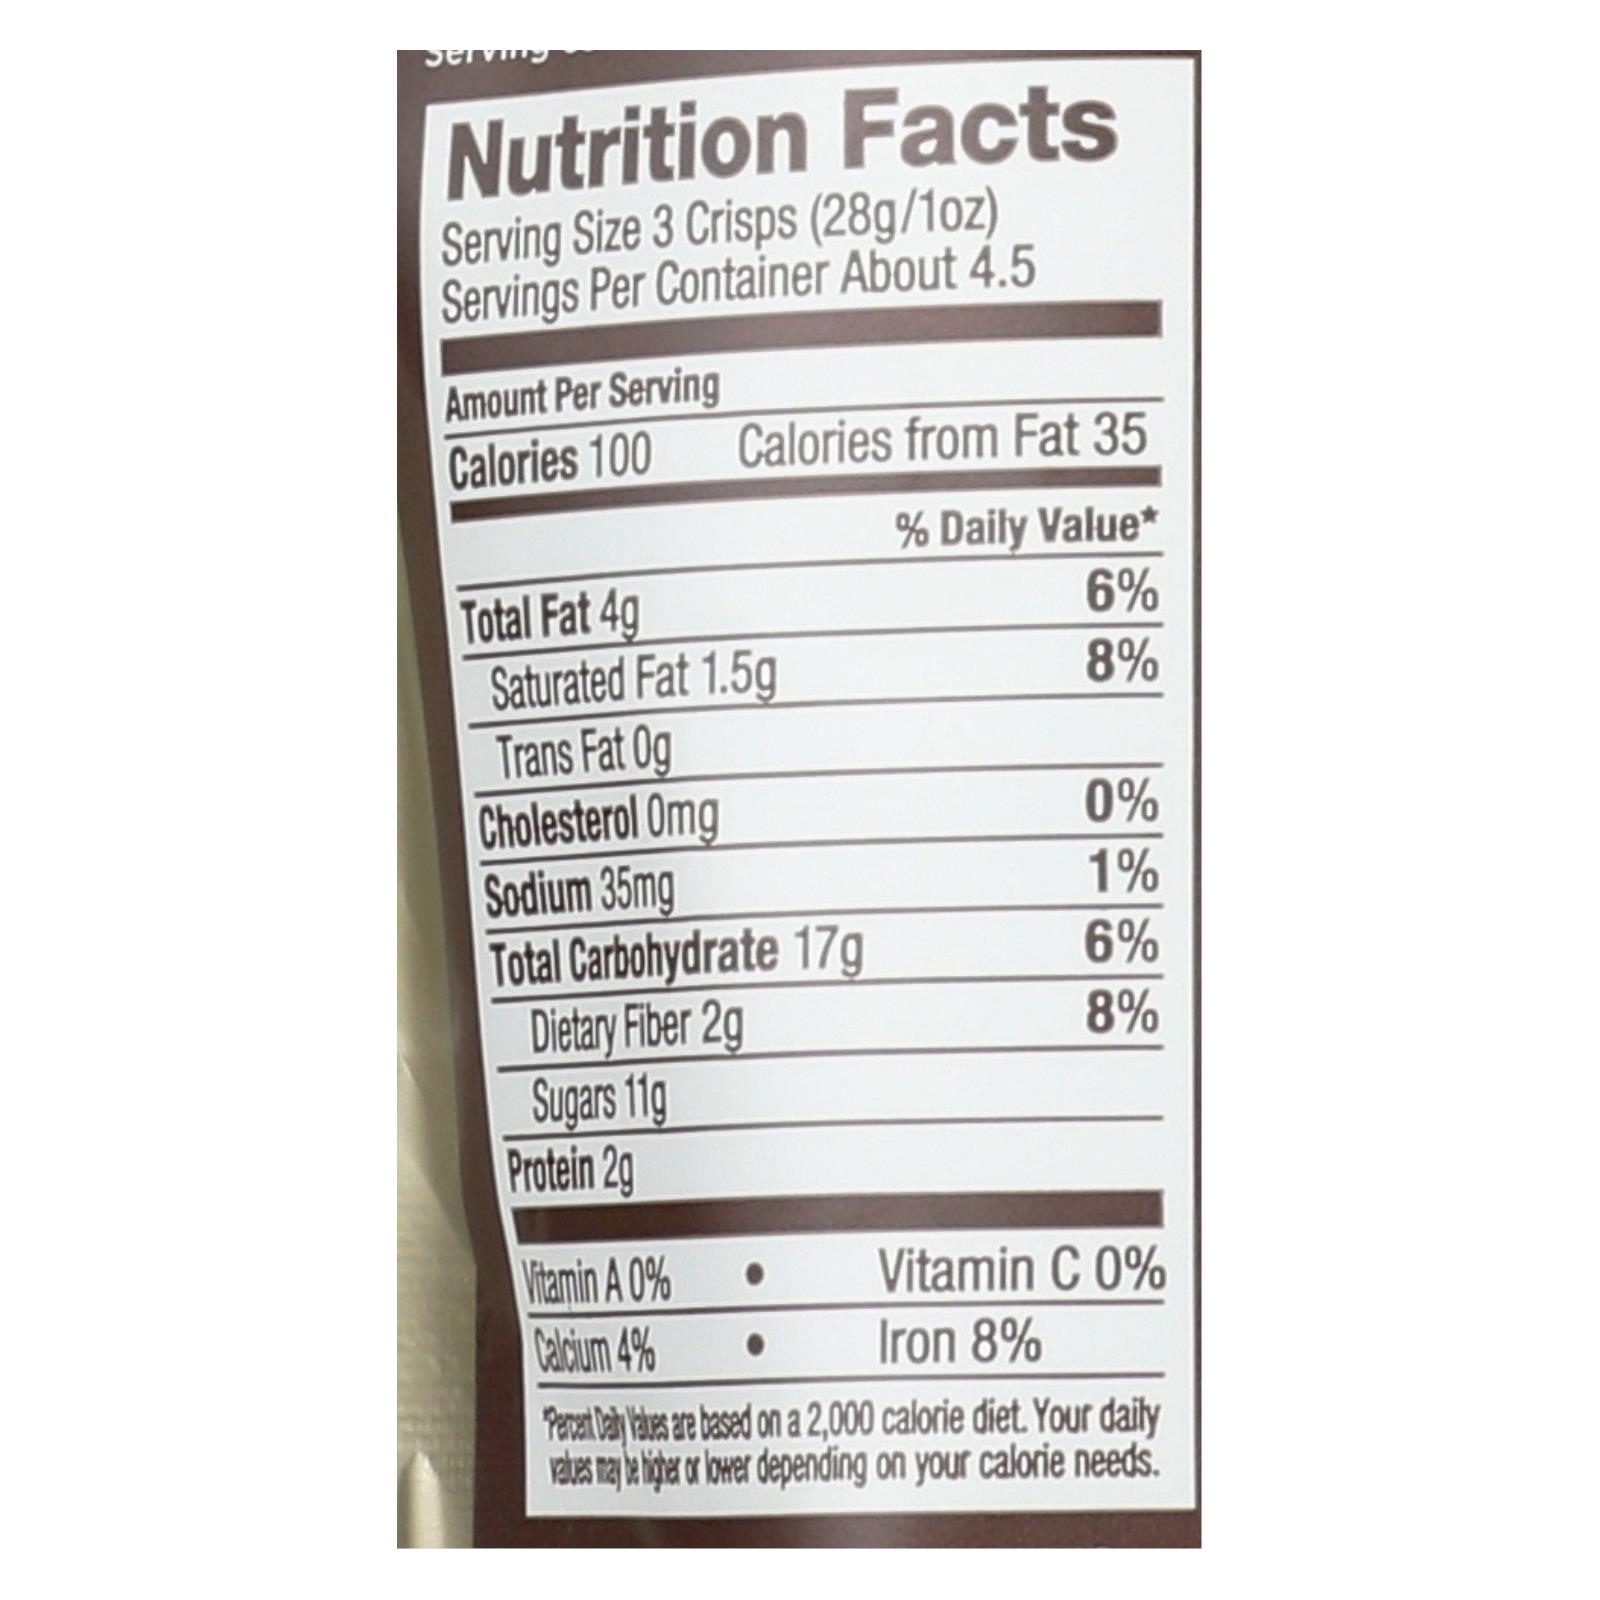 Serving
Nutrition Facts
Serving Size 3 Crisps (28g/1oz)
Servings Per Container About 4.5
Amount Per Serving
Calories 100 Calories from Fat 35
% Daily Value*
Total Fat 4g 6%
Saturated Fat 1.5g 8%
Trans Fat 0g
Cholesterol 0mg 0%
Sodium 35mg 1%
Total Carbohydrate 17g 6%
Dietary Fiber 2g 8%
Sugars 11g
Protein 2g
Vitamin A 0% • Vitamin C 0%
Calcium 4% • Iron 8%
*Percent Daily Values are based on a 2,000 calorie diet. Your daily
values may be higher or lower depending on your calorie needs.